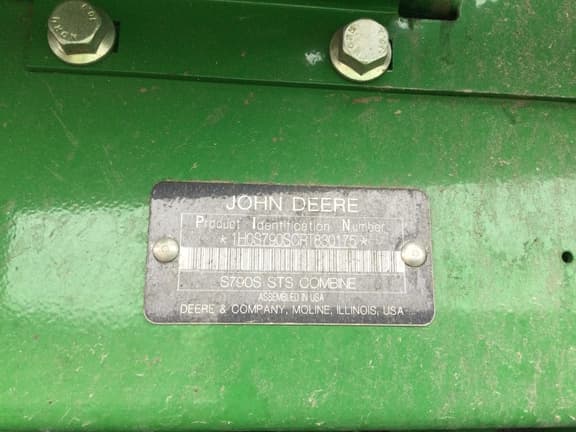 JOHN DEERE
Product Identification Number
*1H0S790SCRT830175*
S790S STS COMBINE
ASSEMBLED IN USA
DEERE & COMPANY, MOLINE, ILLINOIS, USA